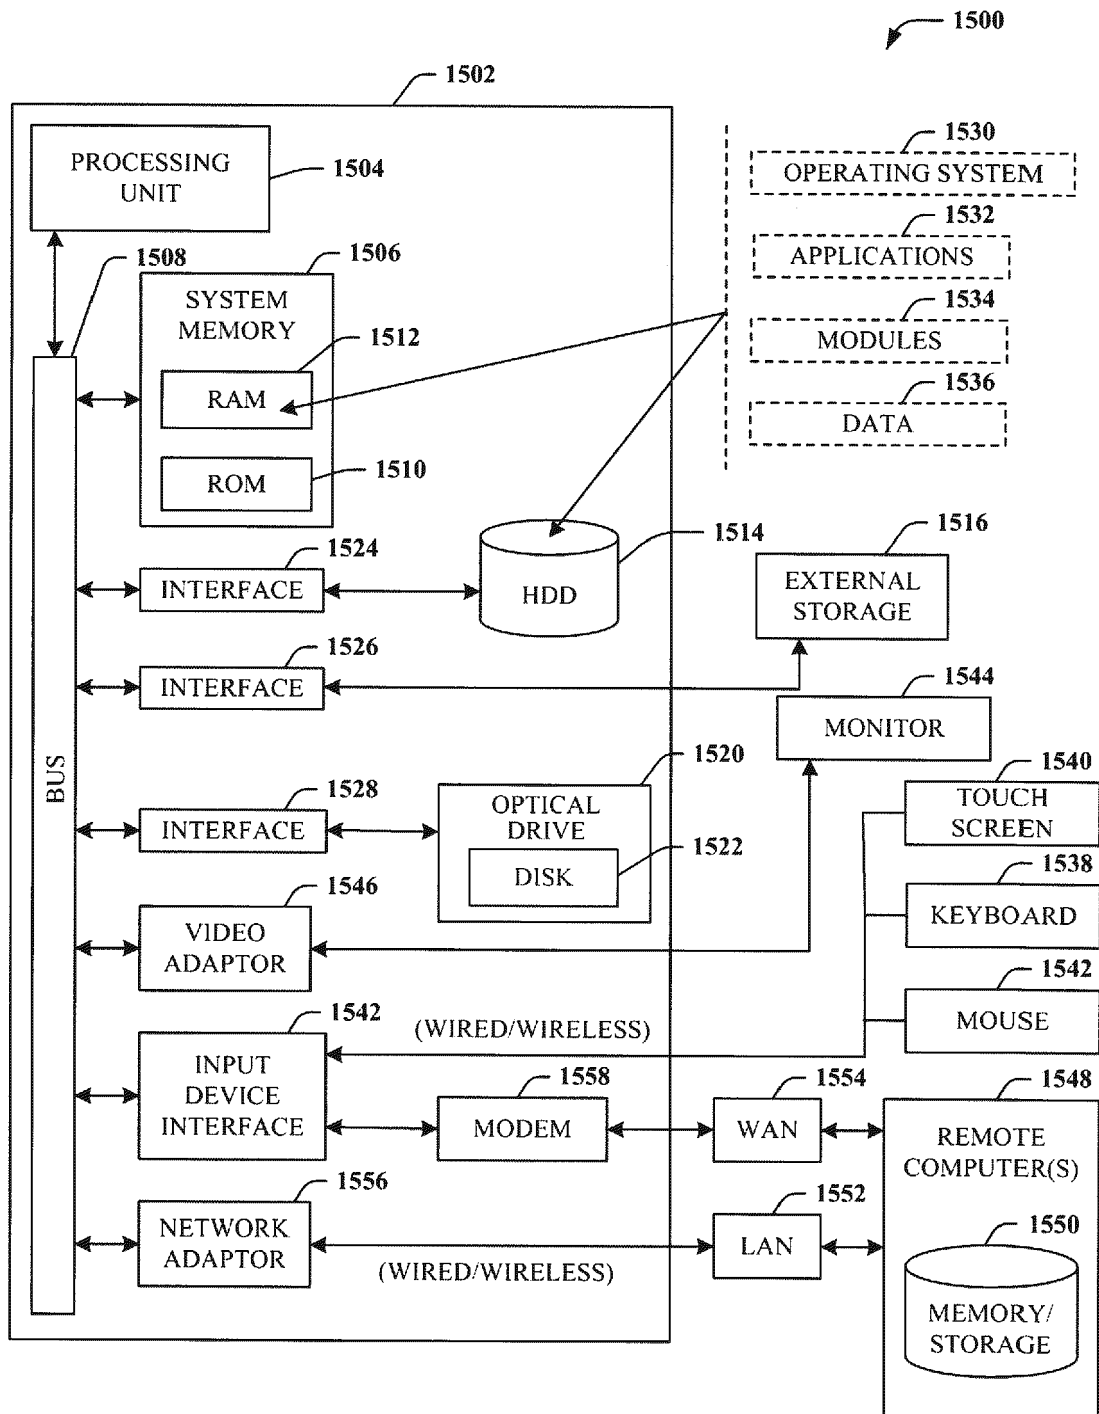 1500
1502
PROCESSING
UNIT
1504
1530
OPERATING SYSTEM
1532
APPLICATIONS
1534
MODULES
1536
DATA
1508
1506
SYSTEM
MEMORY
1512
RAM
1510
ROM
1524
INTERFACE
1514
HDD
1516
EXTERNAL
STORAGE
1526
INTERFACE
1544
MONITOR
BUS
1528
INTERFACE
1520
OPTICAL
DRIVE
1522
DISK
1540
TOUCH
SCREEN
1538
KEYBOARD
1542
MOUSE
1546
VIDEO
ADAPTOR
1542
INPUT
DEVICE
INTERFACE
(WIRED/WIRELESS)
1558
MODEM
1554
WAN
1548
REMOTE
COMPUTER(S)
1556
NETWORK
ADAPTOR
(WIRED/WIRELESS)
1552
LAN
1550
MEMORY/
STORAGE